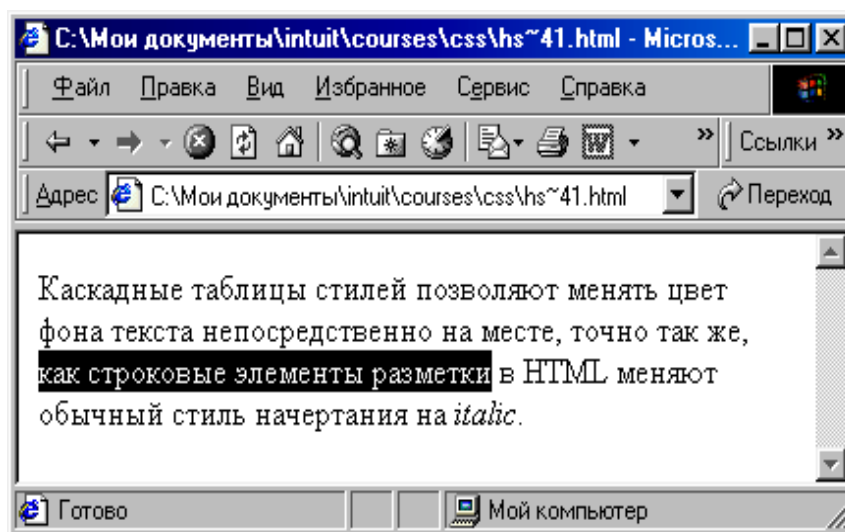 C:\Мои документы\intuit\courses\css\hs~41.html - Micros...
Файл Правка Вид Избранное Сервис Справка
W » Ссылки »
Адрес C:\Мои документы\intuit\courses\css\hs~41.html Переход
Каскадные таблицы стилей позволяют менять цвет
фона текста непосредственно на месте, точно так же,
как строковые элементы разметки в HTML меняют
обычный стиль начертания на italic.
Готово Мой компьютер